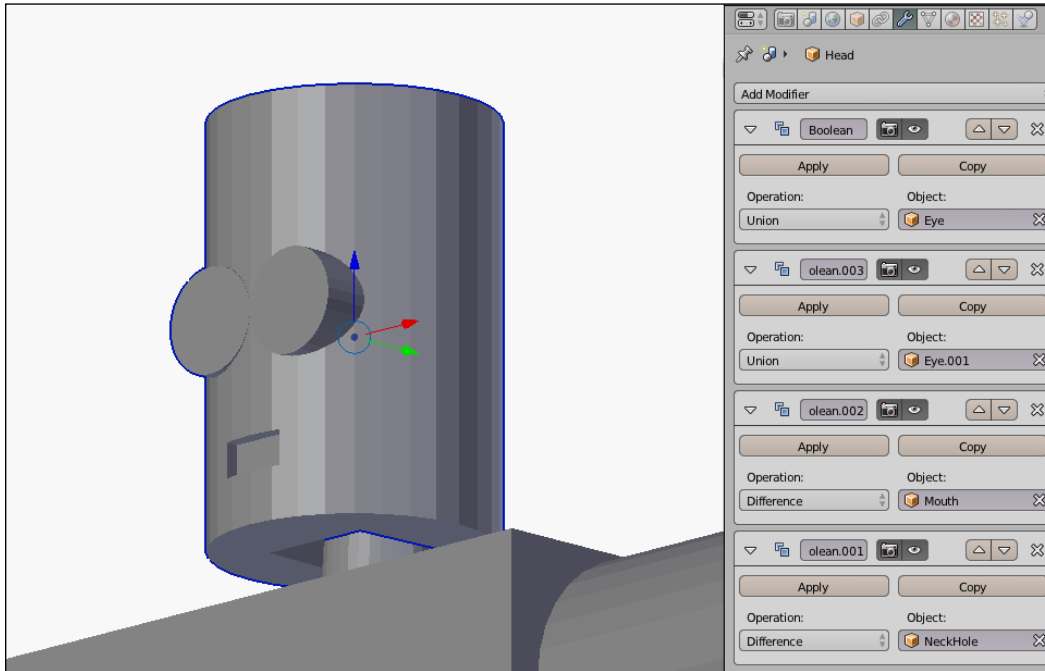 Head
Add Modifier
Boolean
Apply Copy
Operation: Object:
Union Eye
olean.003
Apply Copy
Operation: Object:
Union Eye.001
olean.002
Apply Copy
Operation: Object:
Difference Mouth
olean.001
Apply Copy
Operation: Object:
Difference NeckHole